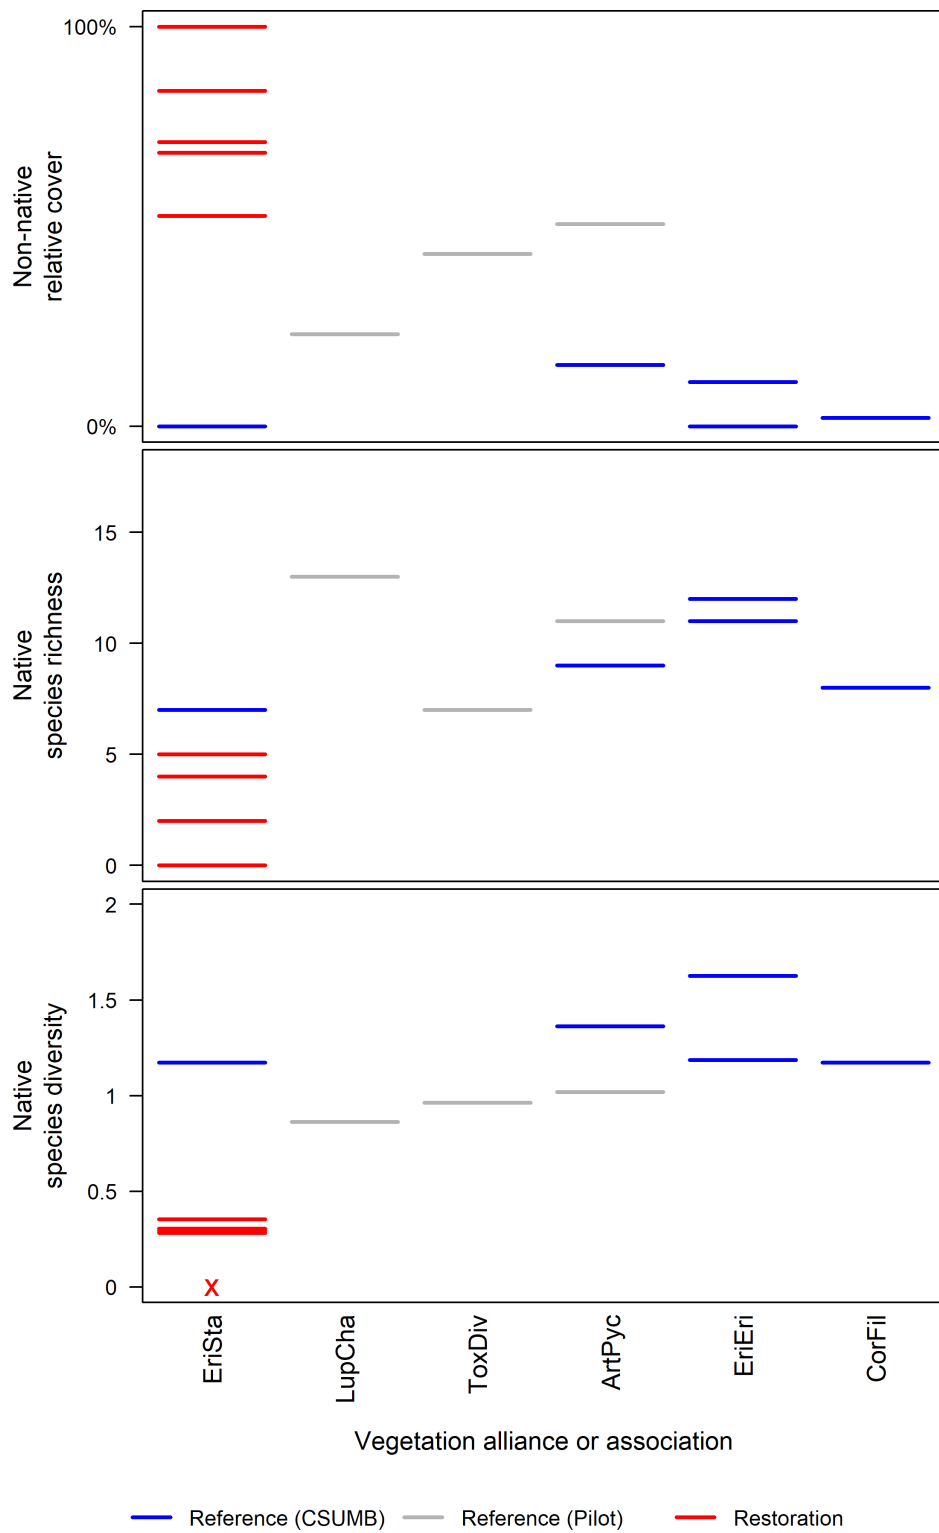 100%
0%
Non-native
relative cover
15
10
5
0
Native
species richness
2
1.5
1
0.5
0
Native
species diversity
x
EriSta
LupCha
ToxDiv
ArtPyc
EriEri
CorFil
Vegetation alliance or association
Reference (CSUMB) Reference (Pilot) Restoration